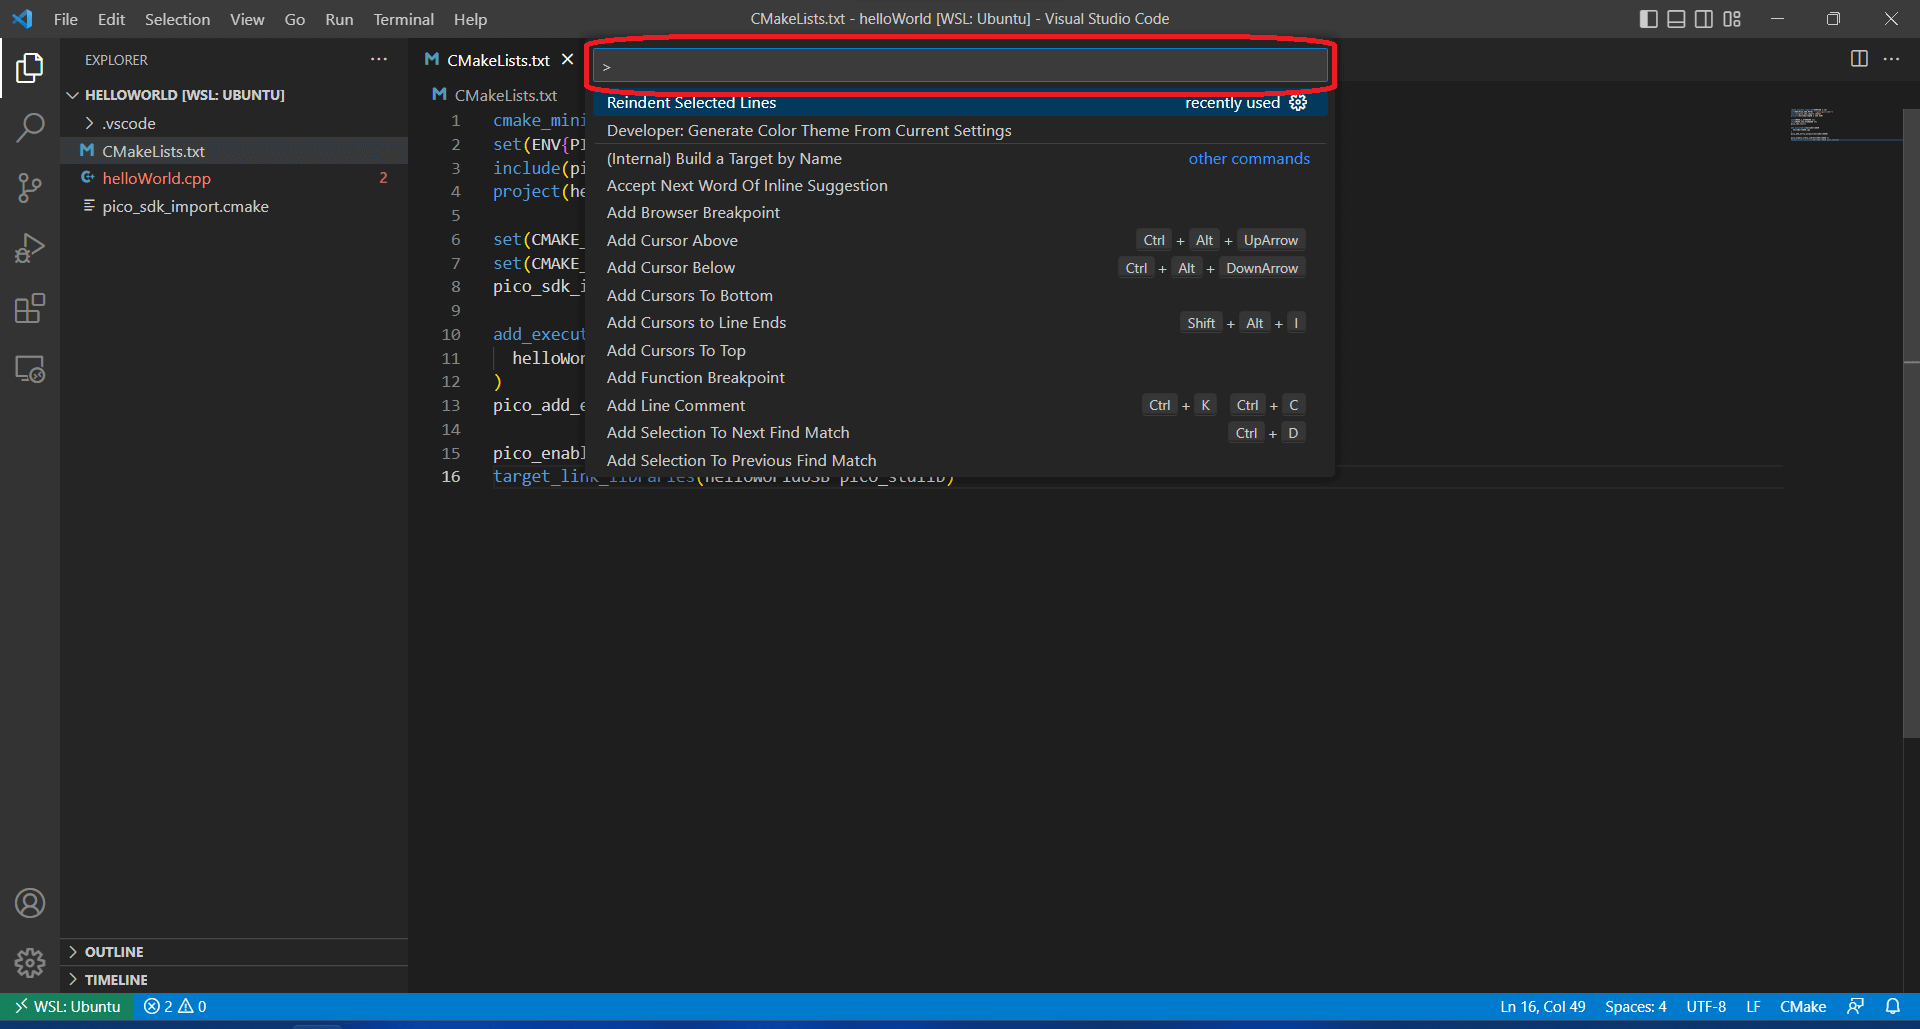 File Edit Selection View Go Run Terminal Help
CMakeLists.txt - helloWorld [WSL: Ubuntu] - Visual Studio Code
EXPLORER
HELLOWORLD [WSL: UBUNTU]
.vscode
CMakeLists.txt
helloWorld.cpp 2
pico_sdk_import.cmake
OUTLINE
TIMELINE
CMakeLists.txt
CMakeLists.txt
1 cmake_mini
2 set(ENV{PI
3 include(pi
4 project(he
5
6 set(CMAKE_
7 set(CMAKE_
8 pico_sdk_i
9
10 add_execut
11 helloWor
12 )
13 pico_add_e
14
15 pico_enabl
16 target_link_libraries(helloWorldUSB pico_stdlib)
>
Reindent Selected Lines recently used
Developer: Generate Color Theme From Current Settings
(Internal) Build a Target by Name other commands
Accept Next Word Of Inline Suggestion
Add Browser Breakpoint
Add Cursor Above Ctrl + Alt + UpArrow
Add Cursor Below Ctrl + Alt + DownArrow
Add Cursors To Bottom
Add Cursors to Line Ends Shift + Alt + I
Add Cursors To Top
Add Function Breakpoint
Add Line Comment Ctrl + K Ctrl + C
Add Selection To Next Find Match Ctrl + D
Add Selection To Previous Find Match
WSL: Ubuntu 2 0
Ln 16, Col 49 Spaces: 4 UTF-8 LF CMake